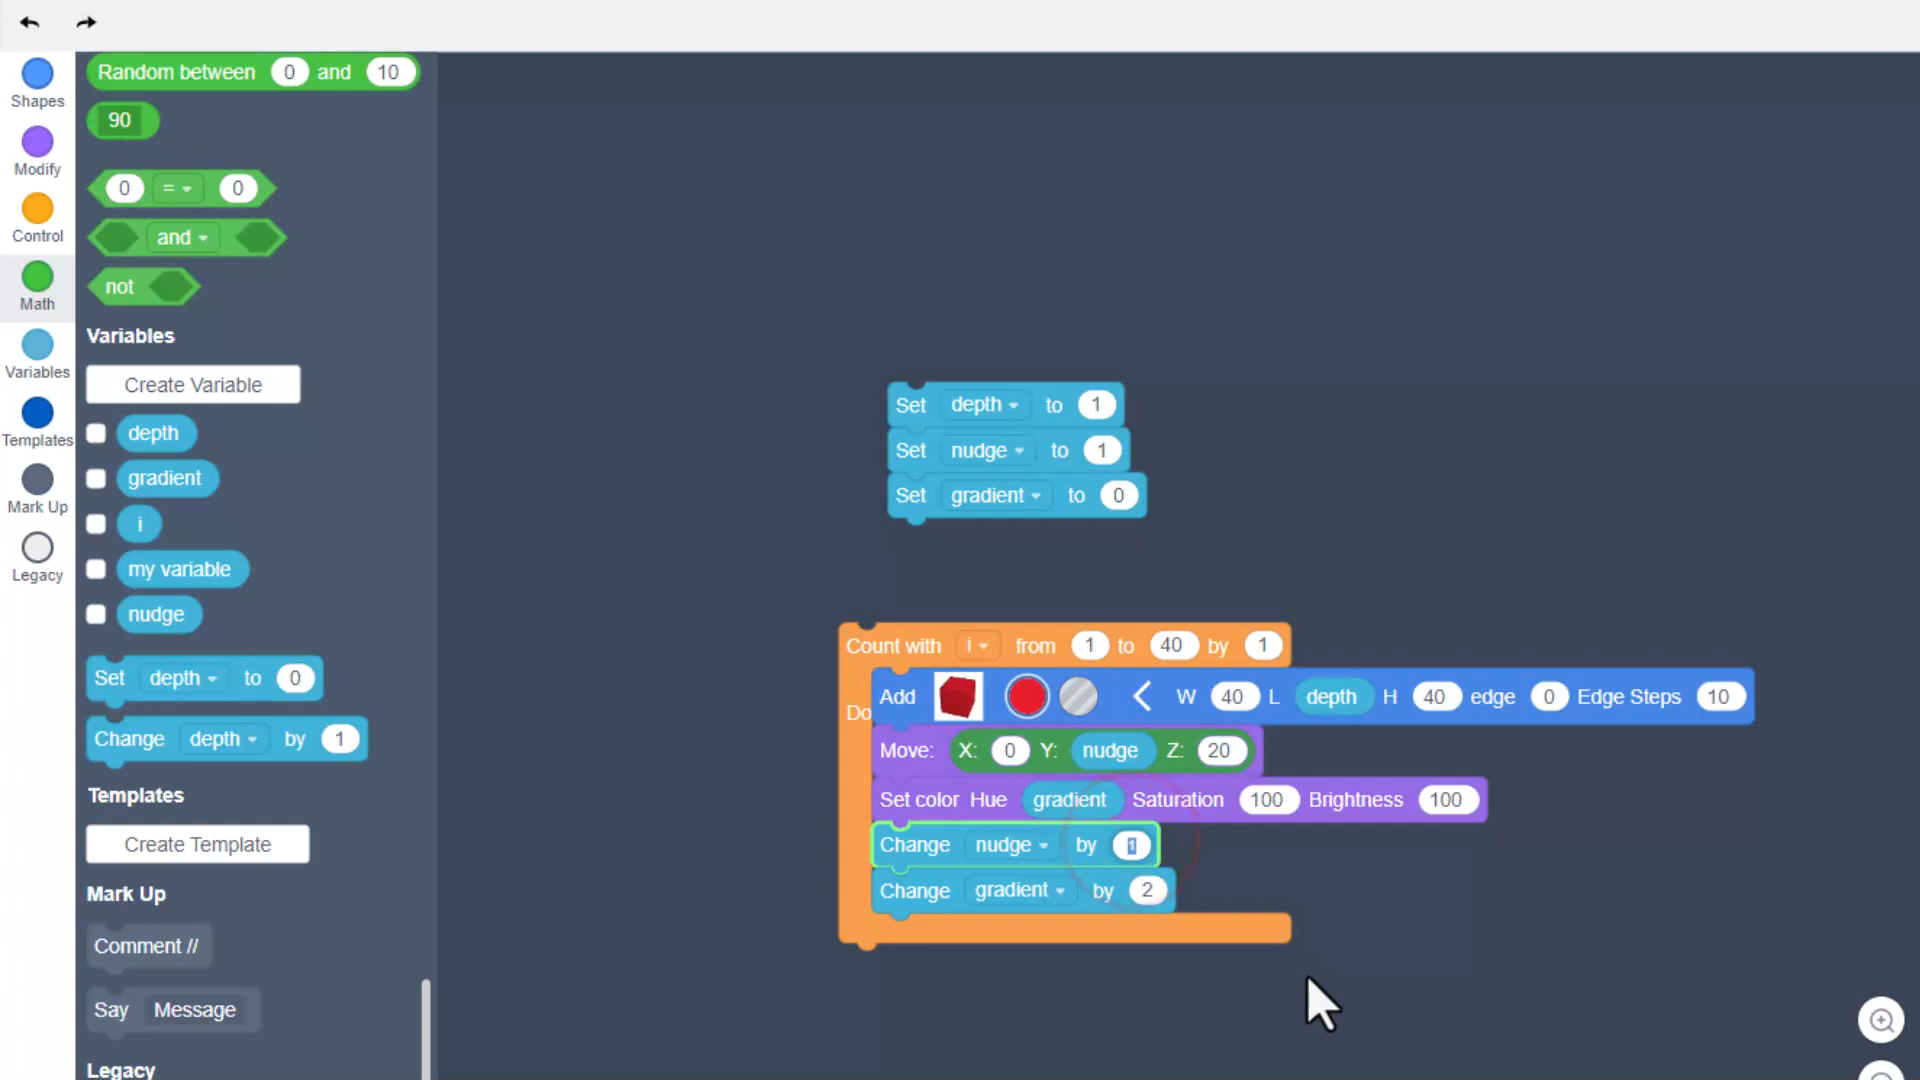 Shapes
Modify
Control
Math
Variables
Templates
Mark Up
Legacy
Random between 0 and 10
90
0 = 0
and
not
Variables
Create Variable
depth
gradient
i
my variable
nudge
Set depth to 0
Change depth by 1
Templates
Create Template
Mark Up
Comment //
Say Message
Legacy
Set depth to 1
Set nudge to 1
Set gradient to 0
Count with i from 1 to 40 by 1
Do
Add W 40 L depth H 40 edge 0 Edge Steps 10
Move: X: 0 Y: nudge Z: 20
Set color Hue gradient Saturation 100 Brightness 100
Change nudge by 1
Change gradient by 2